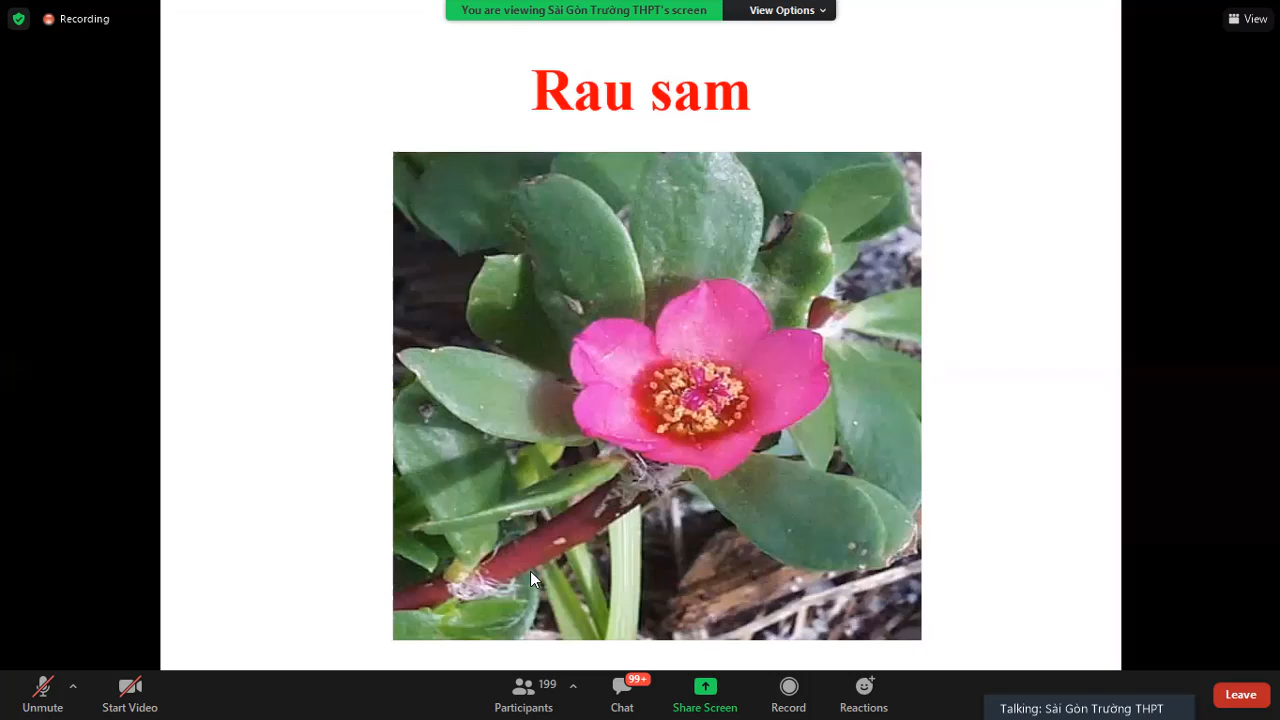 You are viewing Sài Gòn Trường THPT's screen
View Options
Recording
View
Rau sam
99+
199
Unmute
Start Video
Participants
Chat
Share Screen
Record
Reactions
Talking: Sài Gòn Trường THPT
Leave